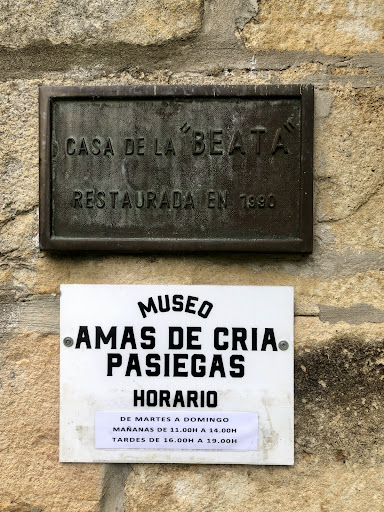 CASA DE LA "BEATA"
RESTAURADA EN 1990
MUSEO
AMAS DE CRIA
PASIEGAS
HORARIO
DE MARTES A DOMINGO
MAÑANAS DE 11.00H A 14.00H
TARDES DE 16.00H A 19.00H